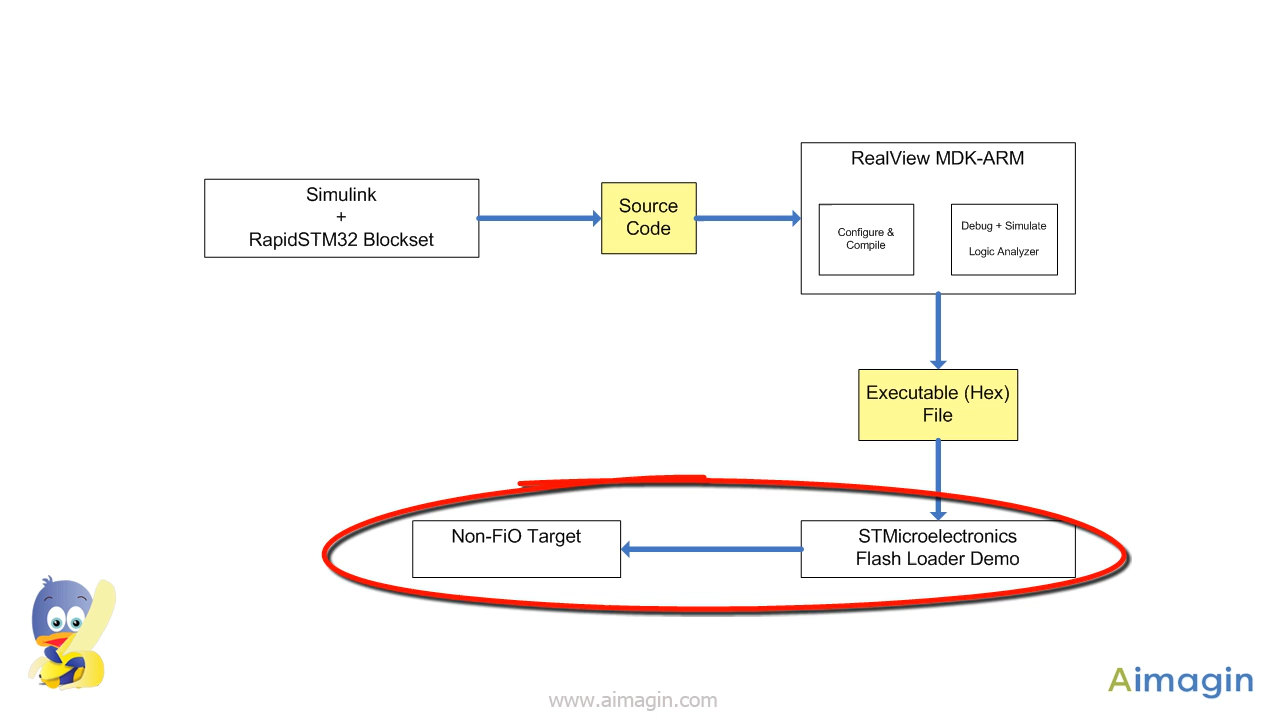 RealView MDK-ARM
Simulink
+
RapidSTM32 Blockset
Source
Code
Configure &
Compile
Debug + Simulate
Logic Analyzer
Executable (Hex)
File
Non-FiO Target
STMicroelectronics
Flash Loader Demo
Aimagin
www.aimagin.com